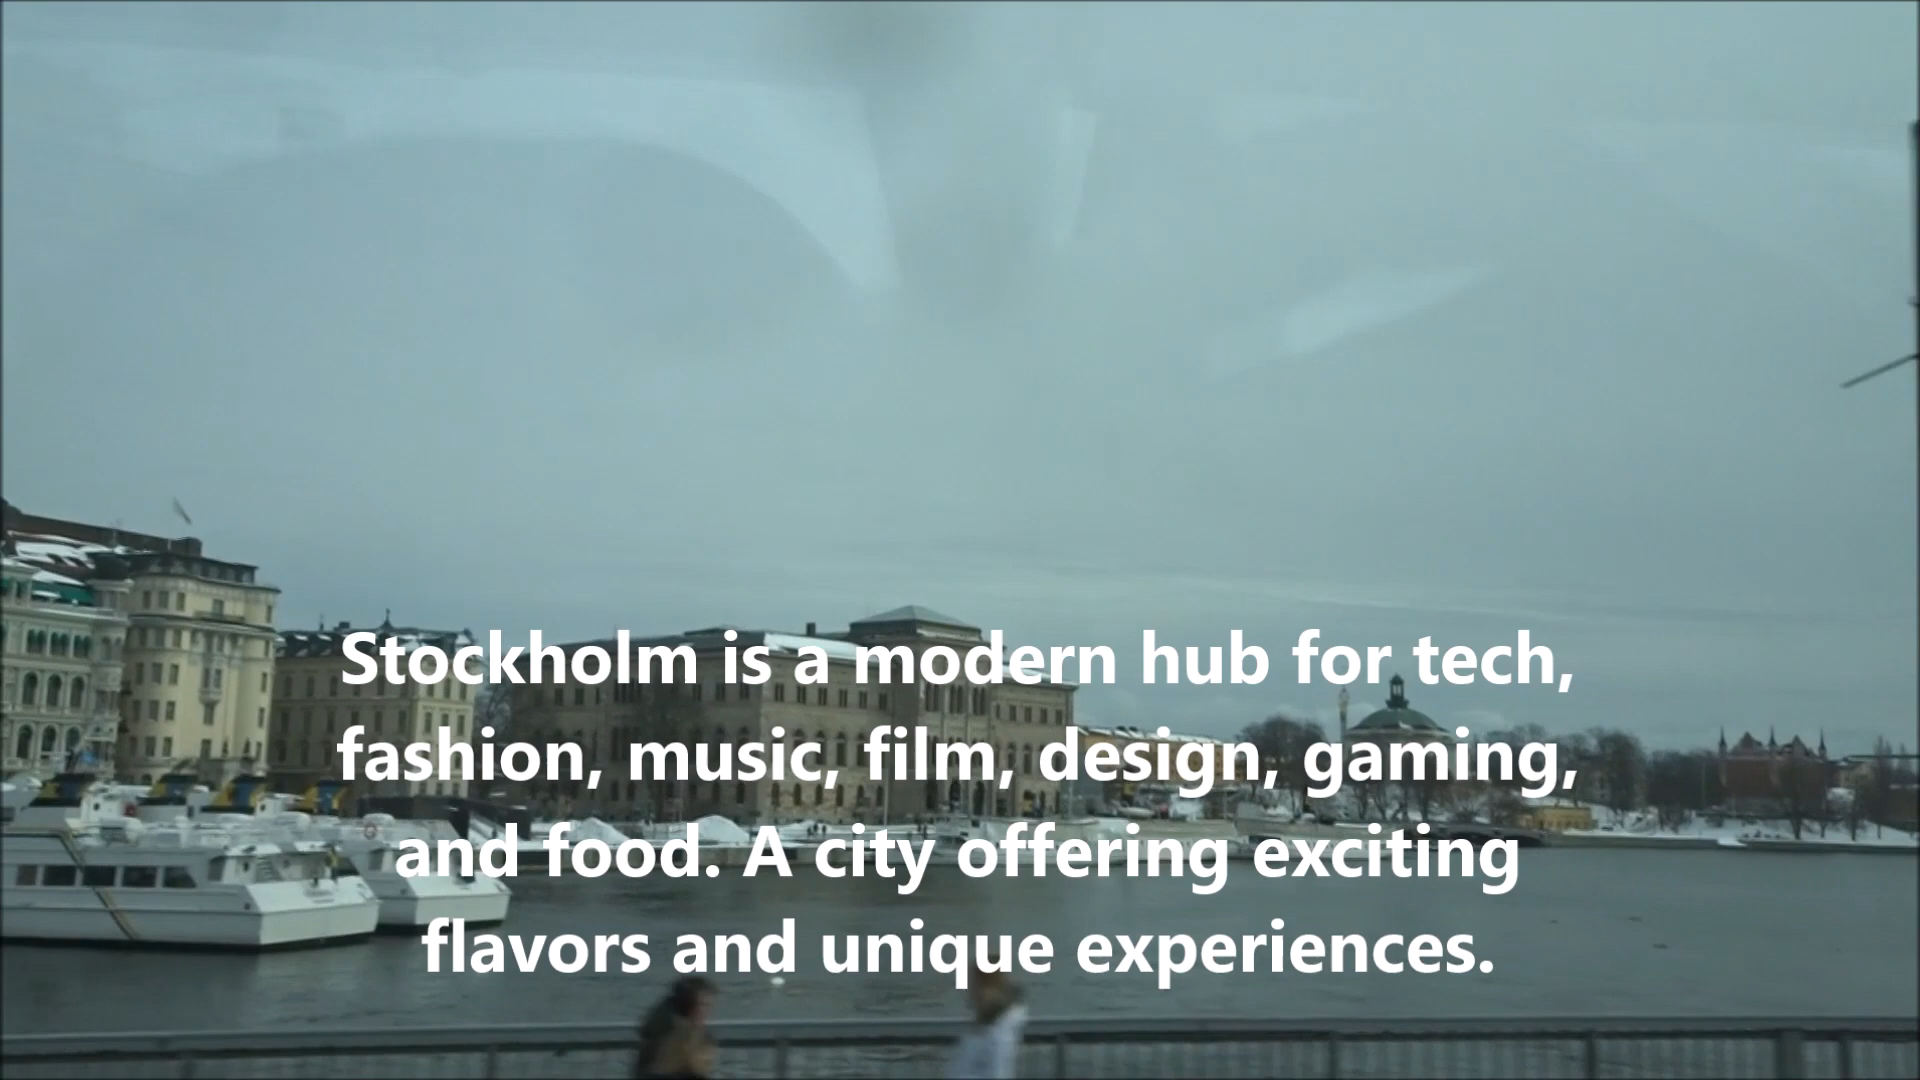 Stockholm is a modern hub for tech,
fashion, music, film, design, gaming,
and food. A city offering exciting
flavors and unique experiences.